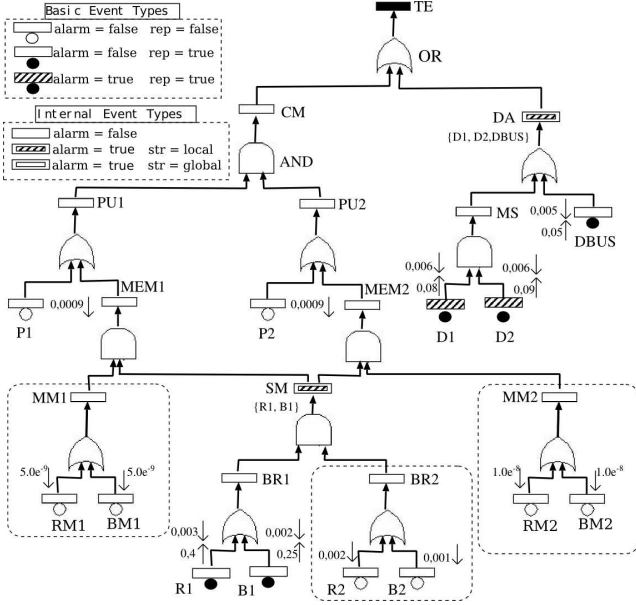 Basic Event Types
alarm = false rep = false
alarm = false rep = true
alarm = true rep = true
Internal Event Types
alarm = false
alarm = true str = local
alarm = true str = global
TE
OR
CM
DA
{D1, D2,DBUS}
AND
PU1
PU2
MS
0,005
0,05
DBUS
0,006
0,08
0,006
0,09
D1
D2
P1
0,0009
MEM1
P2
0,0009
MEM2
SM
{R1, B1}
MM1
MM2
5.0e-9
5.0e-9
RM1
BM1
BR1
BR2
1.0e-8
1.0e-8
RM2
BM2
0,003
0,4
0,002
0,25
R1
B1
0,002
0,001
R2
B2